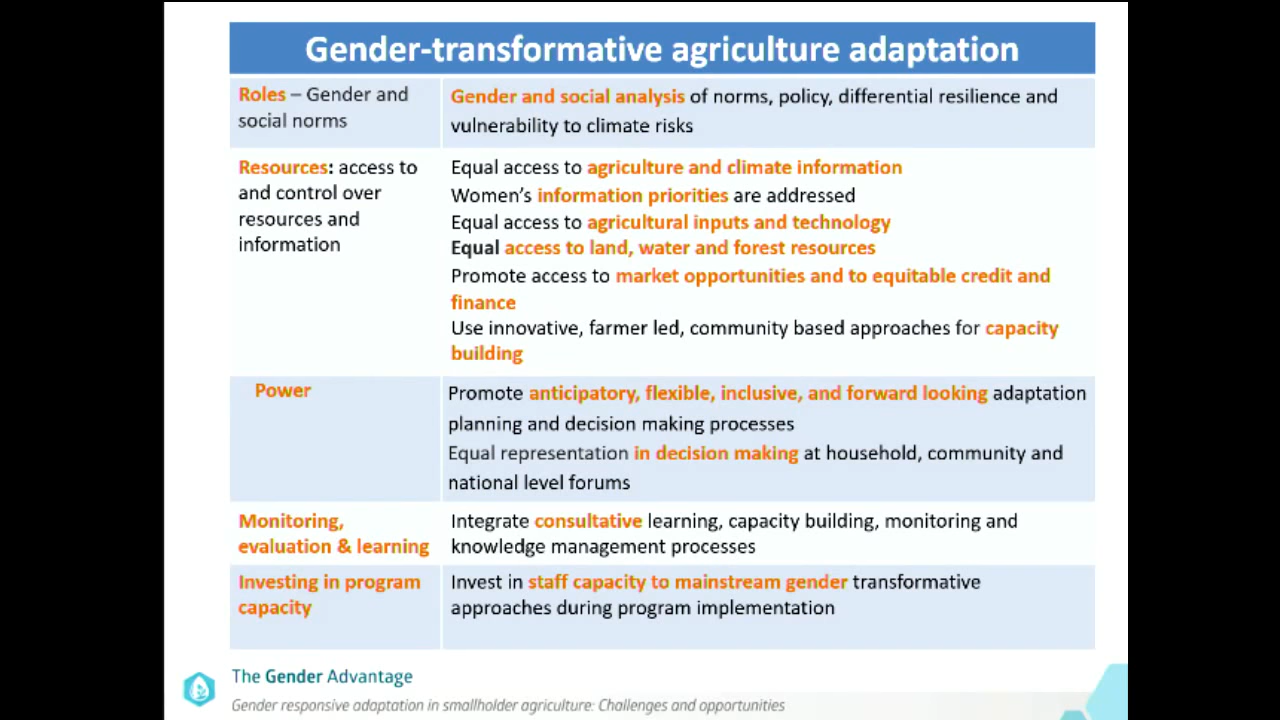 Gender-transformative agriculture adaptation
Roles – Gender and
social norms
Gender and social analysis of norms, policy, differential resilience and
vulnerability to climate risks
Resources: access to
and control over
resources and
information
Equal access to agriculture and climate information
Women's information priorities are addressed
Equal access to agricultural inputs and technology
Equal access to land, water and forest resources
Promote access to market opportunities and to equitable credit and
finance
Use innovative, farmer led, community based approaches for capacity
building
Power
Promote anticipatory, flexible, inclusive, and forward looking adaptation
planning and decision making processes
Equal representation in decision making at household, community and
national level forums
Monitoring,
evaluation & learning
Integrate consultative learning, capacity building, monitoring and
knowledge management processes
Investing in program
capacity
Invest in staff capacity to mainstream gender transformative
approaches during program implementation
The Gender Advantage
Gender responsive adaptation in smallholder agriculture: Challenges and opportunities